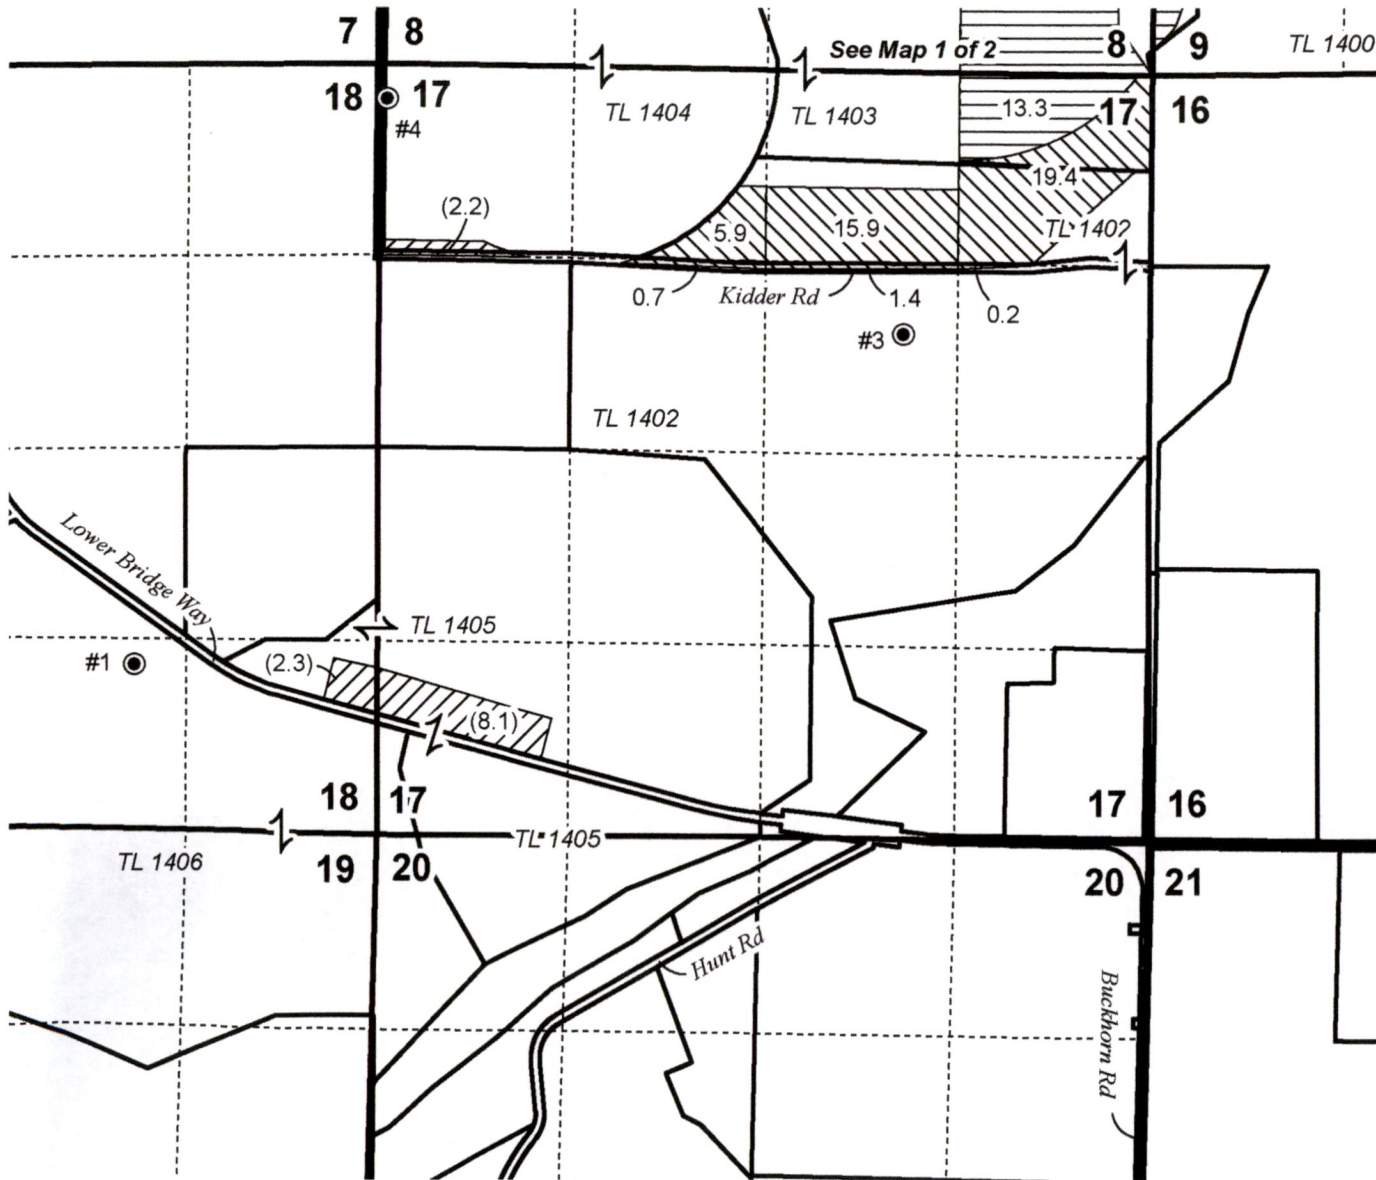 7 8
See Map 1 of 2
8 9
TL 1400
18 17
#4
TL 1404
TL 1403
13.3
17 16
19.4
(2.2)
5.9
15.9
TL 1402
0.7
Kidder Rd
1.4
0.2
#3
TL 1402
Lower Bridge Way
TL 1405
#1
(2.3)
(8.1)
18 17
17 16
TL 1405
TL 1406
19 20
20 21
Hunt Rd
Buckhorn Rd